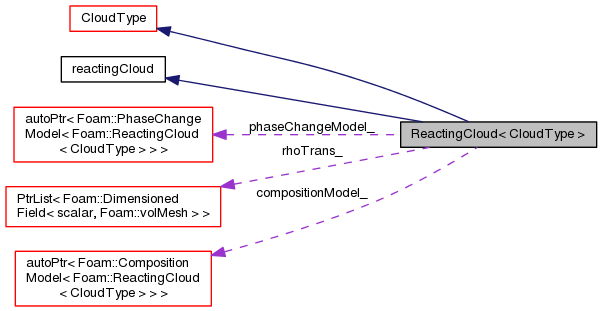 CloudType
reactingCloud
autoPtr< Foam::PhaseChange
Model< Foam::ReactingCloud
< CloudType > > >
phaseChangeModel_
ReactingCloud< CloudType >
rhoTrans_
PtrList< Foam::Dimensioned
Field< scalar, Foam::volMesh > >
compositionModel_
autoPtr< Foam::Composition
Model< Foam::ReactingCloud
< CloudType > > >